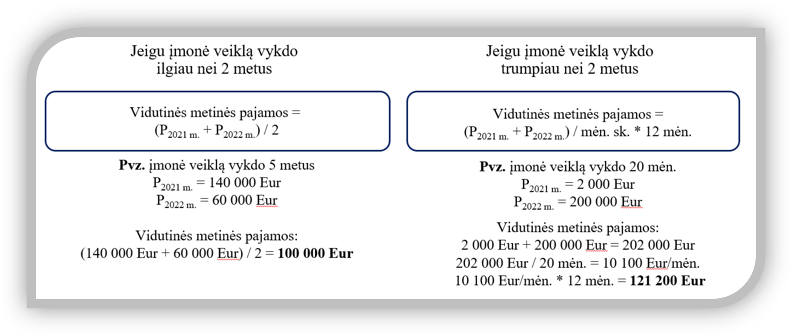 Jeigu įmonė veiklą vykdo
ilgiau nei 2 metus
Vidutinės metinės pajamos =
(P2021 m. + P2022 m.) / 2
Pvz. įmonė veiklą vykdo 5 metus
P2021 m. = 140 000 Eur
P2022 m. = 60 000 Eur
Vidutinės metinės pajamos:
(140 000 Eur + 60 000 Eur) / 2 = 100 000 Eur
Jeigu įmonė veiklą vykdo
trumpiau nei 2 metus
Vidutinės metinės pajamos =
(P2021 m. + P2022 m.) / mėn. sk. * 12 mėn.
Pvz. įmonė veiklą vykdo 20 mėn.
P2021 m. = 2 000 Eur
P2022 m. = 200 000 Eur
Vidutinės metinės pajamos:
2 000 Eur + 200 000 Eur = 202 000 Eur
202 000 Eur / 20 mėn. = 10 100 Eur/mėn.
10 100 Eur/mėn. * 12 mėn. = 121 200 Eur